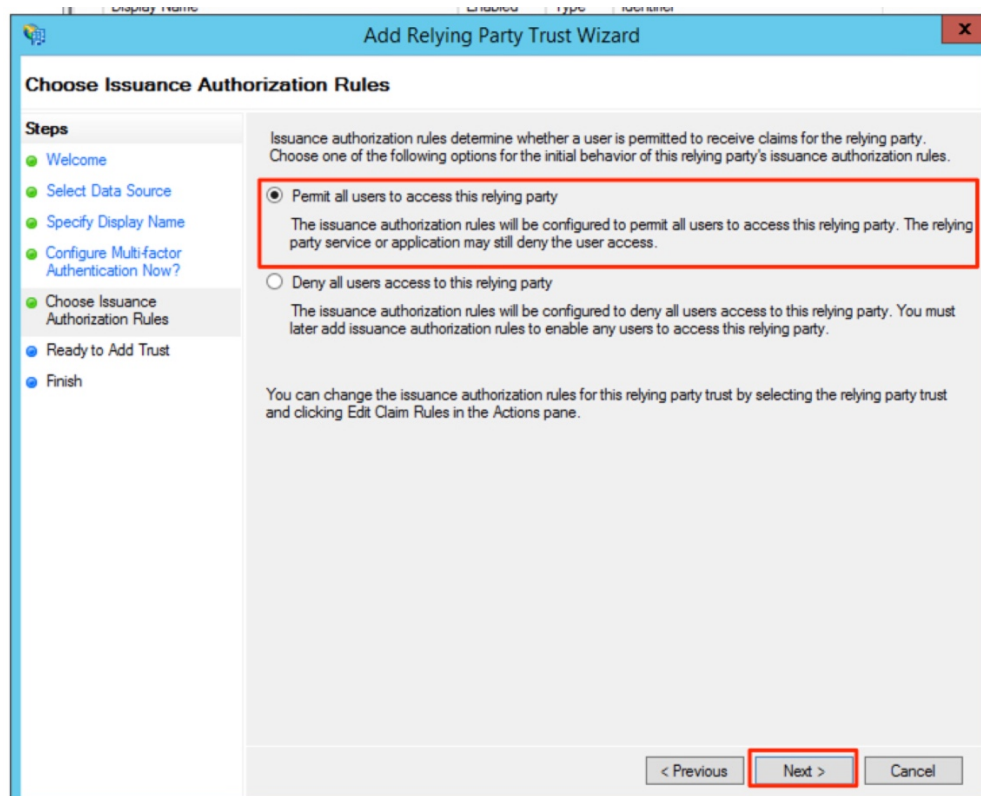 Display Name Enabled Type Identifier
Add Relying Party Trust Wizard
x
Choose Issuance Authorization Rules
Steps
Welcome
Select Data Source
Specify Display Name
Configure Multi-factor
Authentication Now?
Choose Issuance
Authorization Rules
Ready to Add Trust
Finish
Issuance authorization rules determine whether a user is permitted to receive claims for the relying party.
Choose one of the following options for the initial behavior of this relying party's issuance authorization rules.
Permit all users to access this relying party
The issuance authorization rules will be configured to permit all users to access this relying party. The relying
party service or application may still deny the user access.
Deny all users access to this relying party
The issuance authorization rules will be configured to deny all users access to this relying party. You must
later add issuance authorization rules to enable any users to access this relying party.
You can change the issuance authorization rules for this relying party trust by selecting the relying party trust
and clicking Edit Claim Rules in the Actions pane.
< Previous
Next >
Cancel